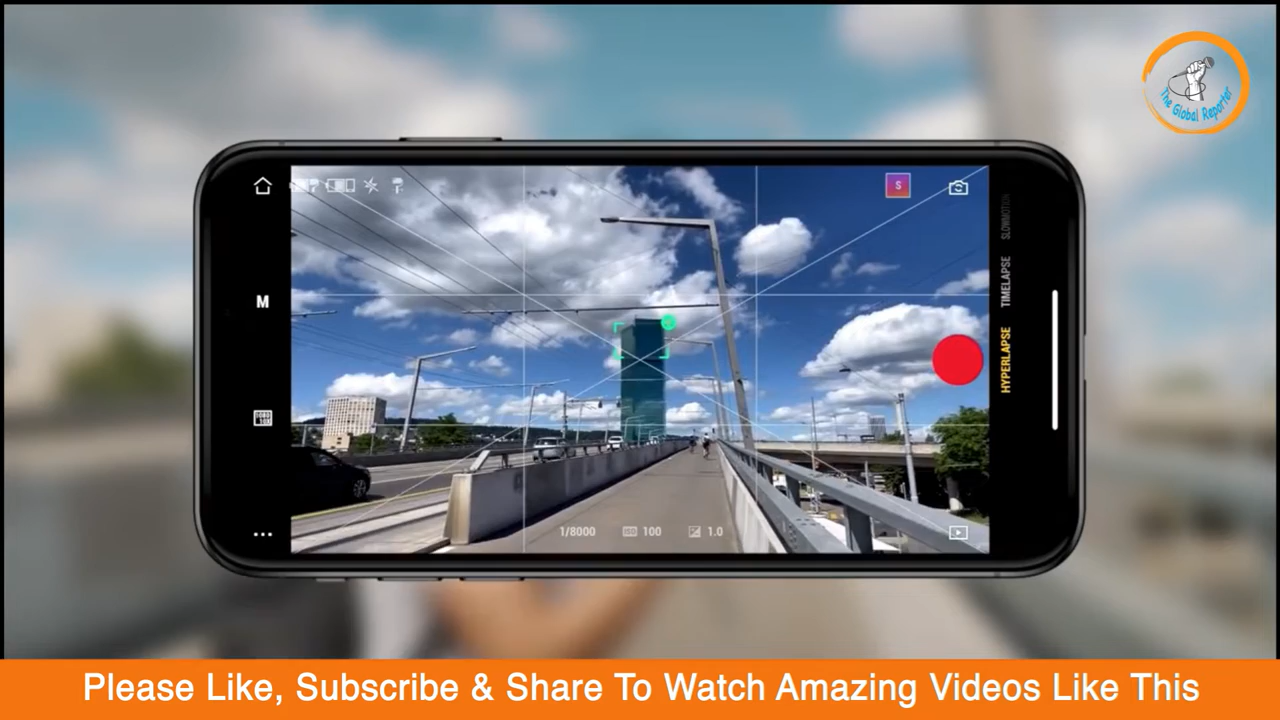 The Global Reporter
S
M
SLOWMOTION
TIMELAPSE
HYPERLAPSE
1/8000
ISO 100
1.0
Please Like, Subscribe & Share To Watch Amazing Videos Like This